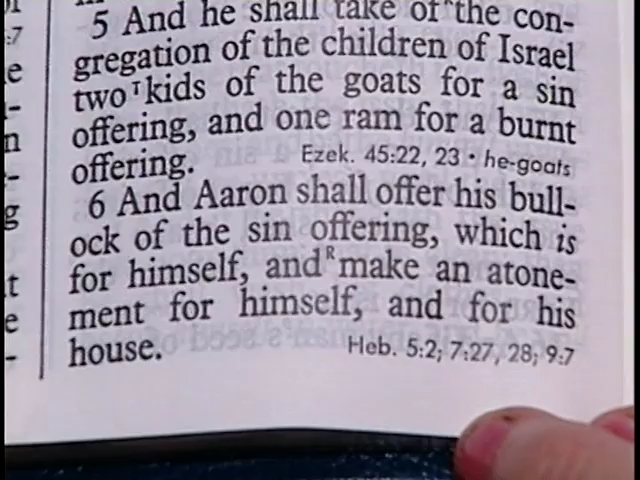 5 And he shall take of the con-
gregation of the children of Israel
two ᵀkids of the goats for a sin
offering, and one ram for a burnt
offering. Ezek. 45:22, 23 • he-goats
6 And Aaron shall offer his bull-
ock of the sin offering, which is
for himself, and ᴿmake an atone-
ment for himself, and for his
house. Heb. 5:2; 7:27, 28; 9:7